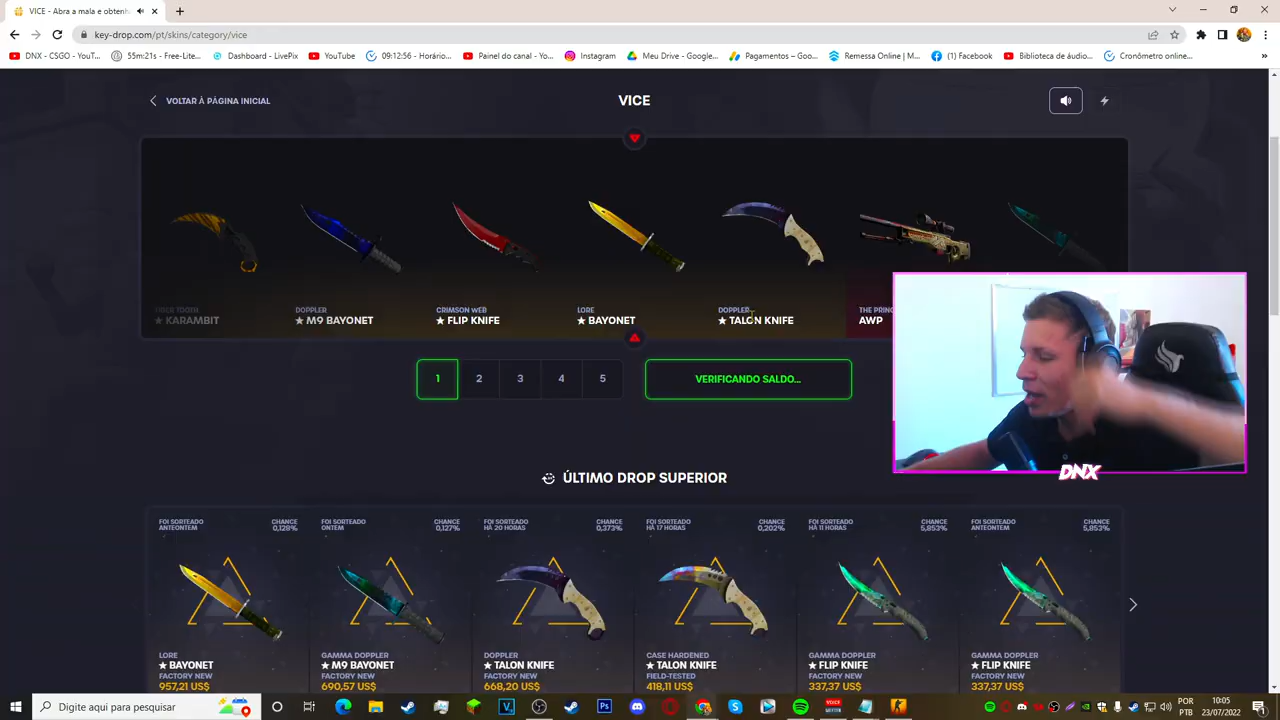 VICE - Abra a mala e obtenh
key-drop.com/pt/skins/category/vice
DNX - CSGO - YouT...
55m:21s - Free-Lite...
Dashboard - LivePix
YouTube
09:12:56 - Horário...
Painel do canal - Yo...
Instagram
Meu Drive - Google...
Pagamentos – Goo...
Remessa Online | M...
(1) Facebook
Biblioteca de áudio...
Cronômetro online...
VOLTAR À PÁGINA INICIAL
VICE
★ KARAMBIT
DOPPLER
★ M9 BAYONET
CRIMSON WEB
★ FLIP KNIFE
LORE
★ BAYONET
DOPPLER
★ TALON KNIFE
THE PRINC
AWP
1
2
3
4
5
VERIFICANDO SALDO...
DNX
ÚLTIMO DROP SUPERIOR
FOI SORTEADO
ANTEONTEM
CHANCE
0,128%
FOI SORTEADO
ONTEM
CHANCE
0,127%
FOI SORTEADO
HÁ 20 HORAS
CHANCE
0,373%
FOI SORTEADO
HÁ 17 HORAS
CHANCE
0,202%
FOI SORTEADO
HÁ 11 HORAS
CHANCE
5,853%
FOI SORTEADO
ANTEONTEM
CHANCE
5,853%
LORE
★ BAYONET
FACTORY NEW
957,21 US$
GAMMA DOPPLER
★ M9 BAYONET
FACTORY NEW
690,57 US$
DOPPLER
★ TALON KNIFE
FACTORY NEW
668,20 US$
CASE HARDENED
★ TALON KNIFE
FIELD-TESTED
418,11 US$
GAMMA DOPPLER
★ FLIP KNIFE
FACTORY NEW
337,37 US$
GAMMA DOPPLER
★ FLIP KNIFE
FACTORY NEW
337,37 US$
Digite aqui para pesquisar
POR
PTB
10:05
23/07/2022